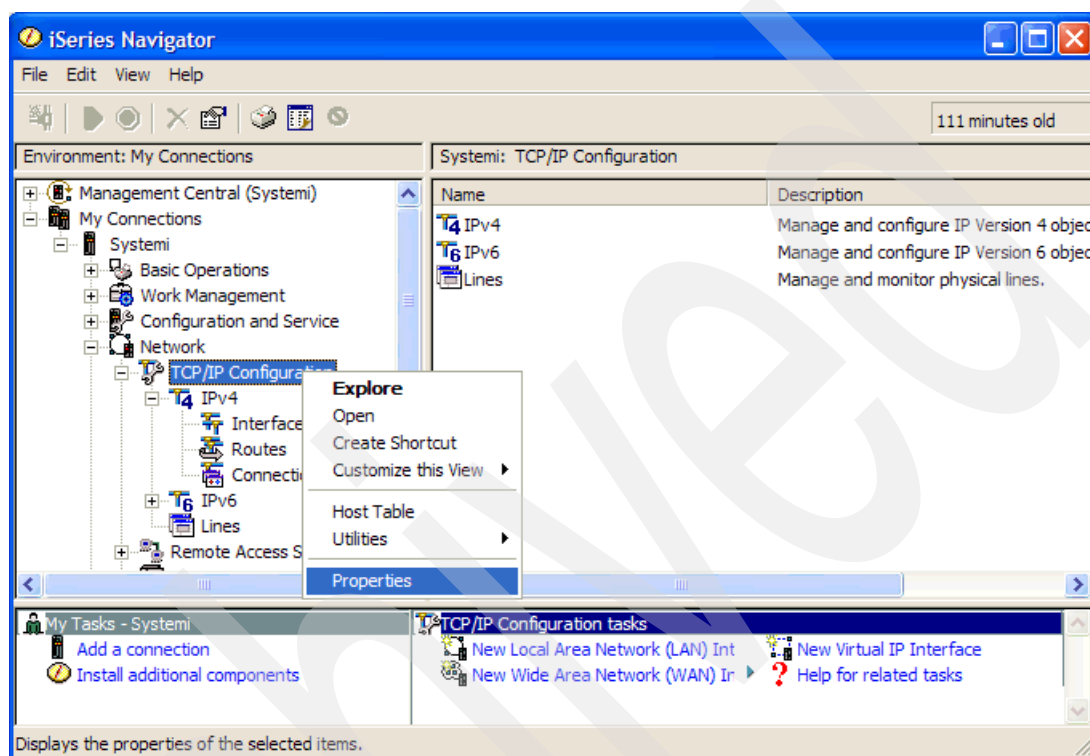 iSeries Navigator
File Edit View Help
111 minutes old
Environment: My Connections
Systemi: TCP/IP Configuration
Management Central (Systemi)
My Connections
Systemi
Basic Operations
Work Management
Configuration and Service
Network
TCP/IP Configuration
IPv4
Interface
Routes
Connecti
IPv6
Lines
Remote Access S
Name Description
IPv4 Manage and configure IP Version 4 objec
IPv6 Manage and configure IP Version 6 objec
Lines Manage and monitor physical lines.
Explore
Open
Create Shortcut
Customize this View
Host Table
Utilities
Properties
My Tasks - Systemi
Add a connection
Install additional components
TCP/IP Configuration tasks
New Local Area Network (LAN) Int New Virtual IP Interface
New Wide Area Network (WAN) Ir Help for related tasks
Displays the properties of the selected items.